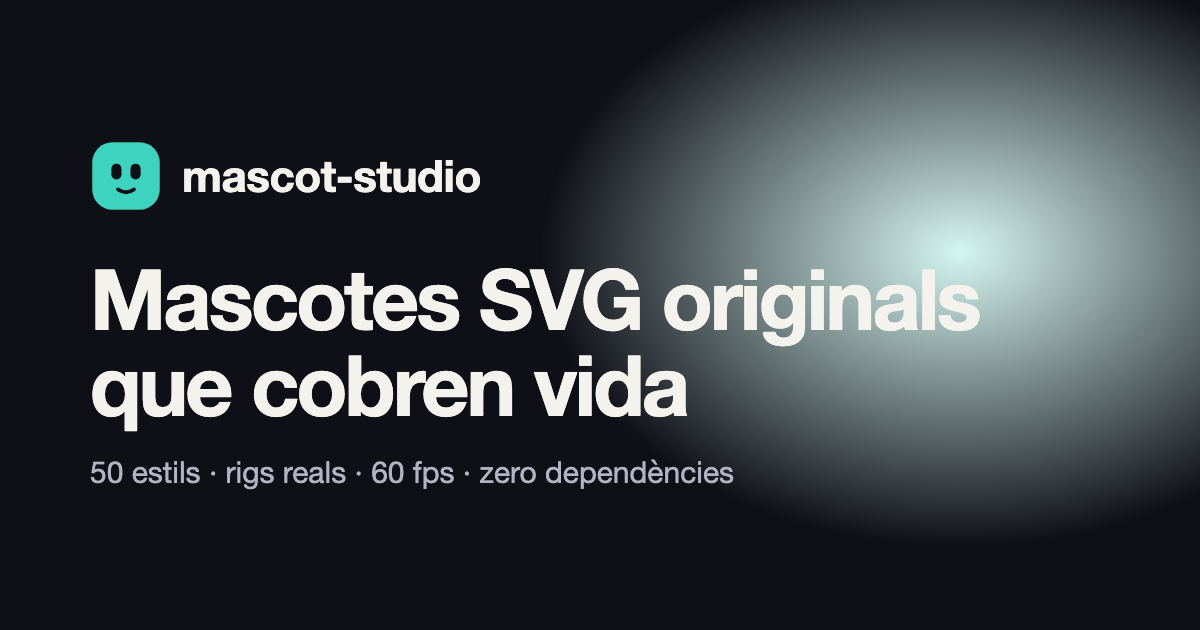 mascot-studio
Mascotes SVG originals
que cobren vida
50 estils · rigs reals · 60 fps · zero dependències